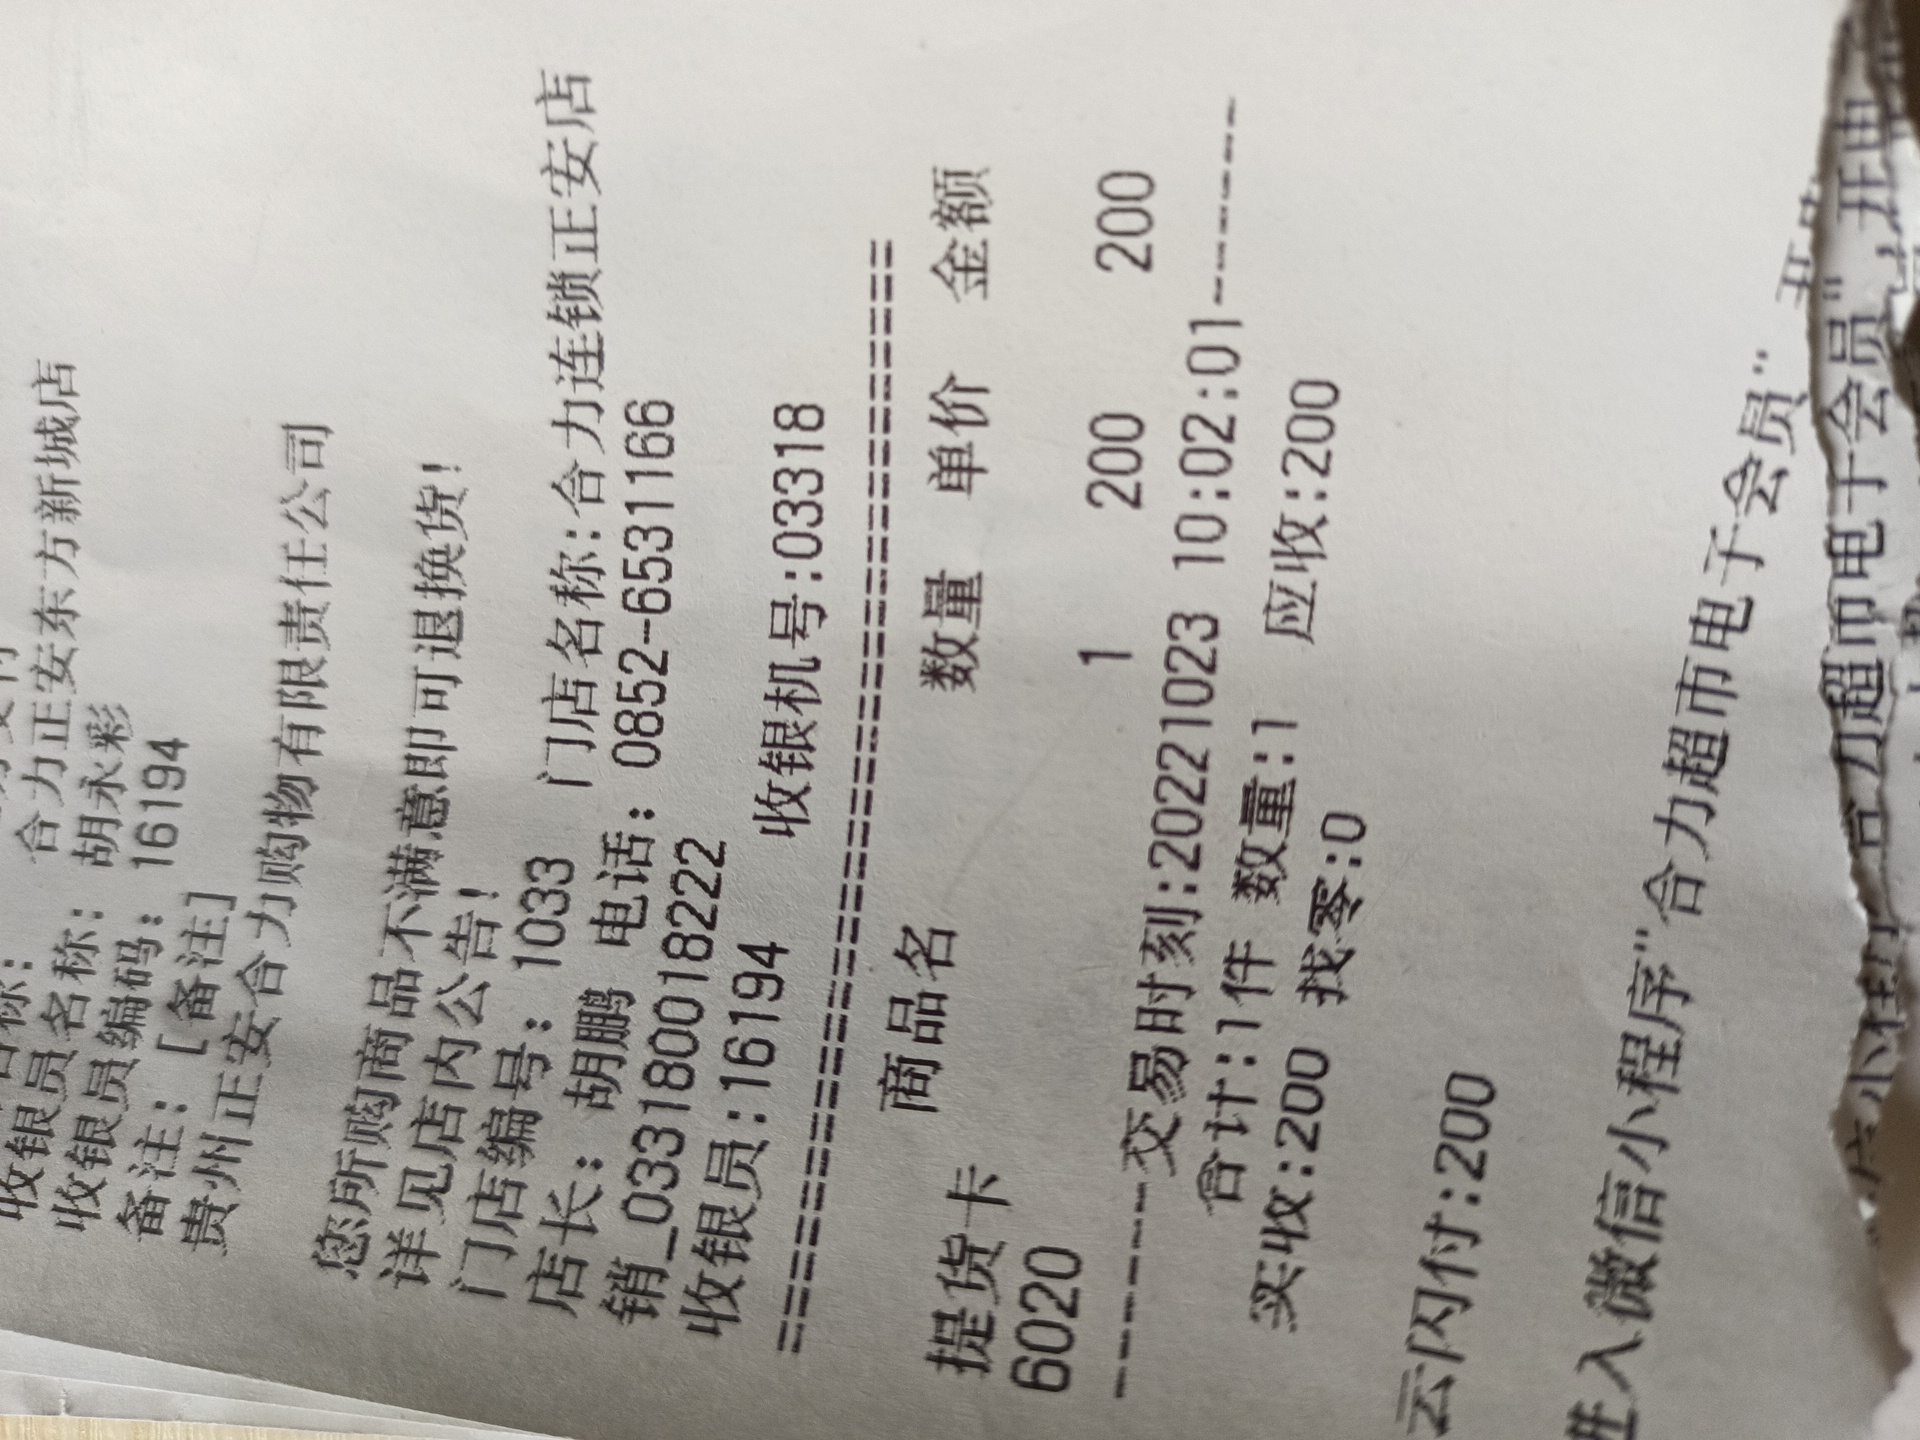 合力正安东方新城店
收银员名称： 胡永彩
收银员编码： 16194
备注：[备注]
贵州正安合力购物有限责任公司
您所购商品不满意即可退换货!
详见店内公告!
门店编号： 1033 门店名称:合力连锁正安店
店长： 胡鹏 电话： 0852-6531166
销_03318001 8222
收银员:16194 收银机号:03318
================================
商品名 数量 单价 金额
提货卡
6020 1 200 200
------交易时刻:20221023 10:02:01------
合计:1件 数量:1 应收:200
实收:200 找零:0
云闪付:200
进入微信小程序"合力超市电子会员"